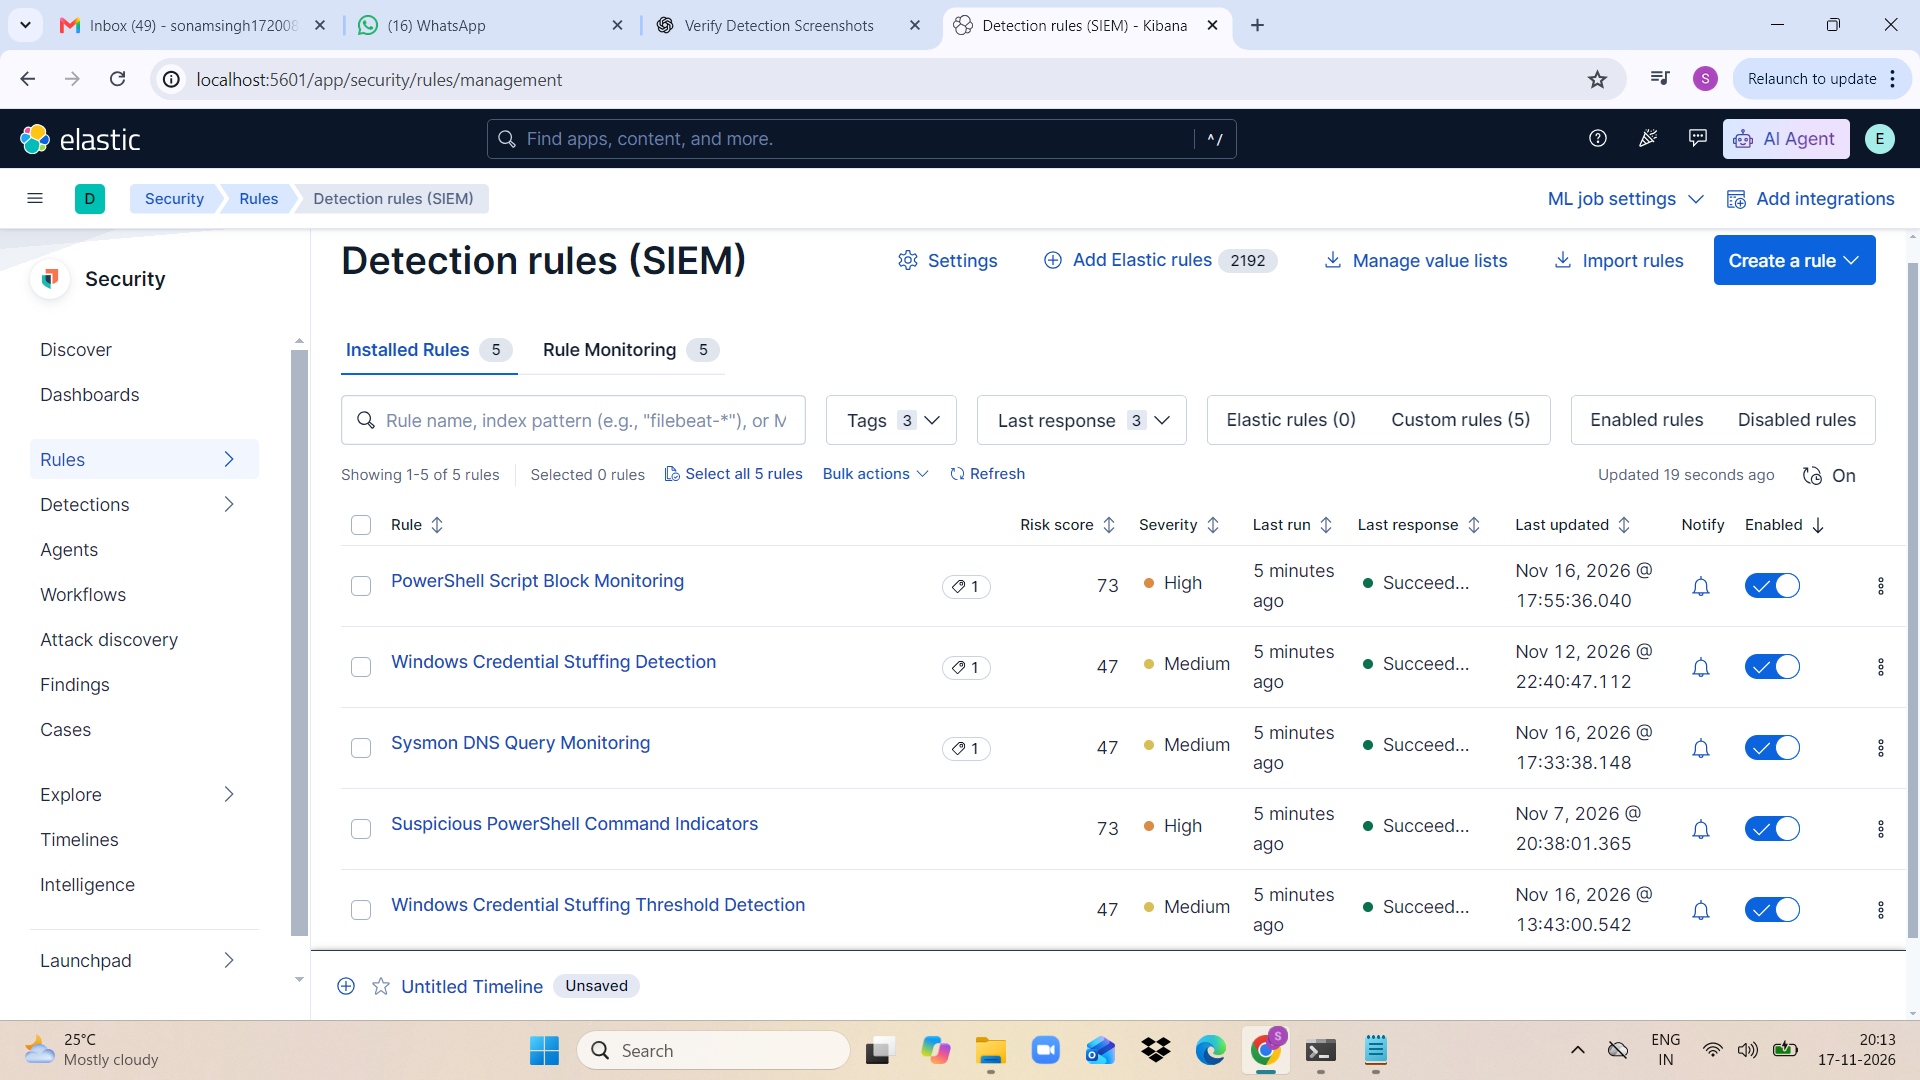 Inbox (49) - sonamsingh172008
(16) WhatsApp
Verify Detection Screenshots
Detection rules (SIEM) - Kibana
localhost:5601/app/security/rules/management
S
Relaunch to update
elastic
Find apps, content, and more.
^/
AI Agent
E
D
Security
Rules
Detection rules (SIEM)
ML job settings
Add integrations
Security
Discover
Dashboards
Rules
Detections
Agents
Workflows
Attack discovery
Findings
Cases
Explore
Timelines
Intelligence
Launchpad
Detection rules (SIEM)
Settings
Add Elastic rules 2192
Manage value lists
Import rules
Create a rule
Installed Rules 5
Rule Monitoring 5
Rule name, index pattern (e.g., "filebeat-*"), or M
Tags 3
Last response 3
Elastic rules (0)
Custom rules (5)
Enabled rules
Disabled rules
Showing 1-5 of 5 rules
Selected 0 rules
Select all 5 rules
Bulk actions
Refresh
Updated 19 seconds ago
On
Rule
Risk score
Severity
Last run
Last response
Last updated
Notify
Enabled
PowerShell Script Block Monitoring
1
73
High
5 minutes
ago
Succeed...
Nov 16, 2026 @
17:55:36.040
Windows Credential Stuffing Detection
1
47
Medium
5 minutes
ago
Succeed...
Nov 12, 2026 @
22:40:47.112
Sysmon DNS Query Monitoring
1
47
Medium
5 minutes
ago
Succeed...
Nov 16, 2026 @
17:33:38.148
Suspicious PowerShell Command Indicators
73
High
5 minutes
ago
Succeed...
Nov 7, 2026 @
20:38:01.365
Windows Credential Stuffing Threshold Detection
47
Medium
5 minutes
ago
Succeed...
Nov 16, 2026 @
13:43:00.542
Untitled Timeline
Unsaved
25°C
Mostly cloudy
Search
S
ENG
IN
20:13
17-11-2026